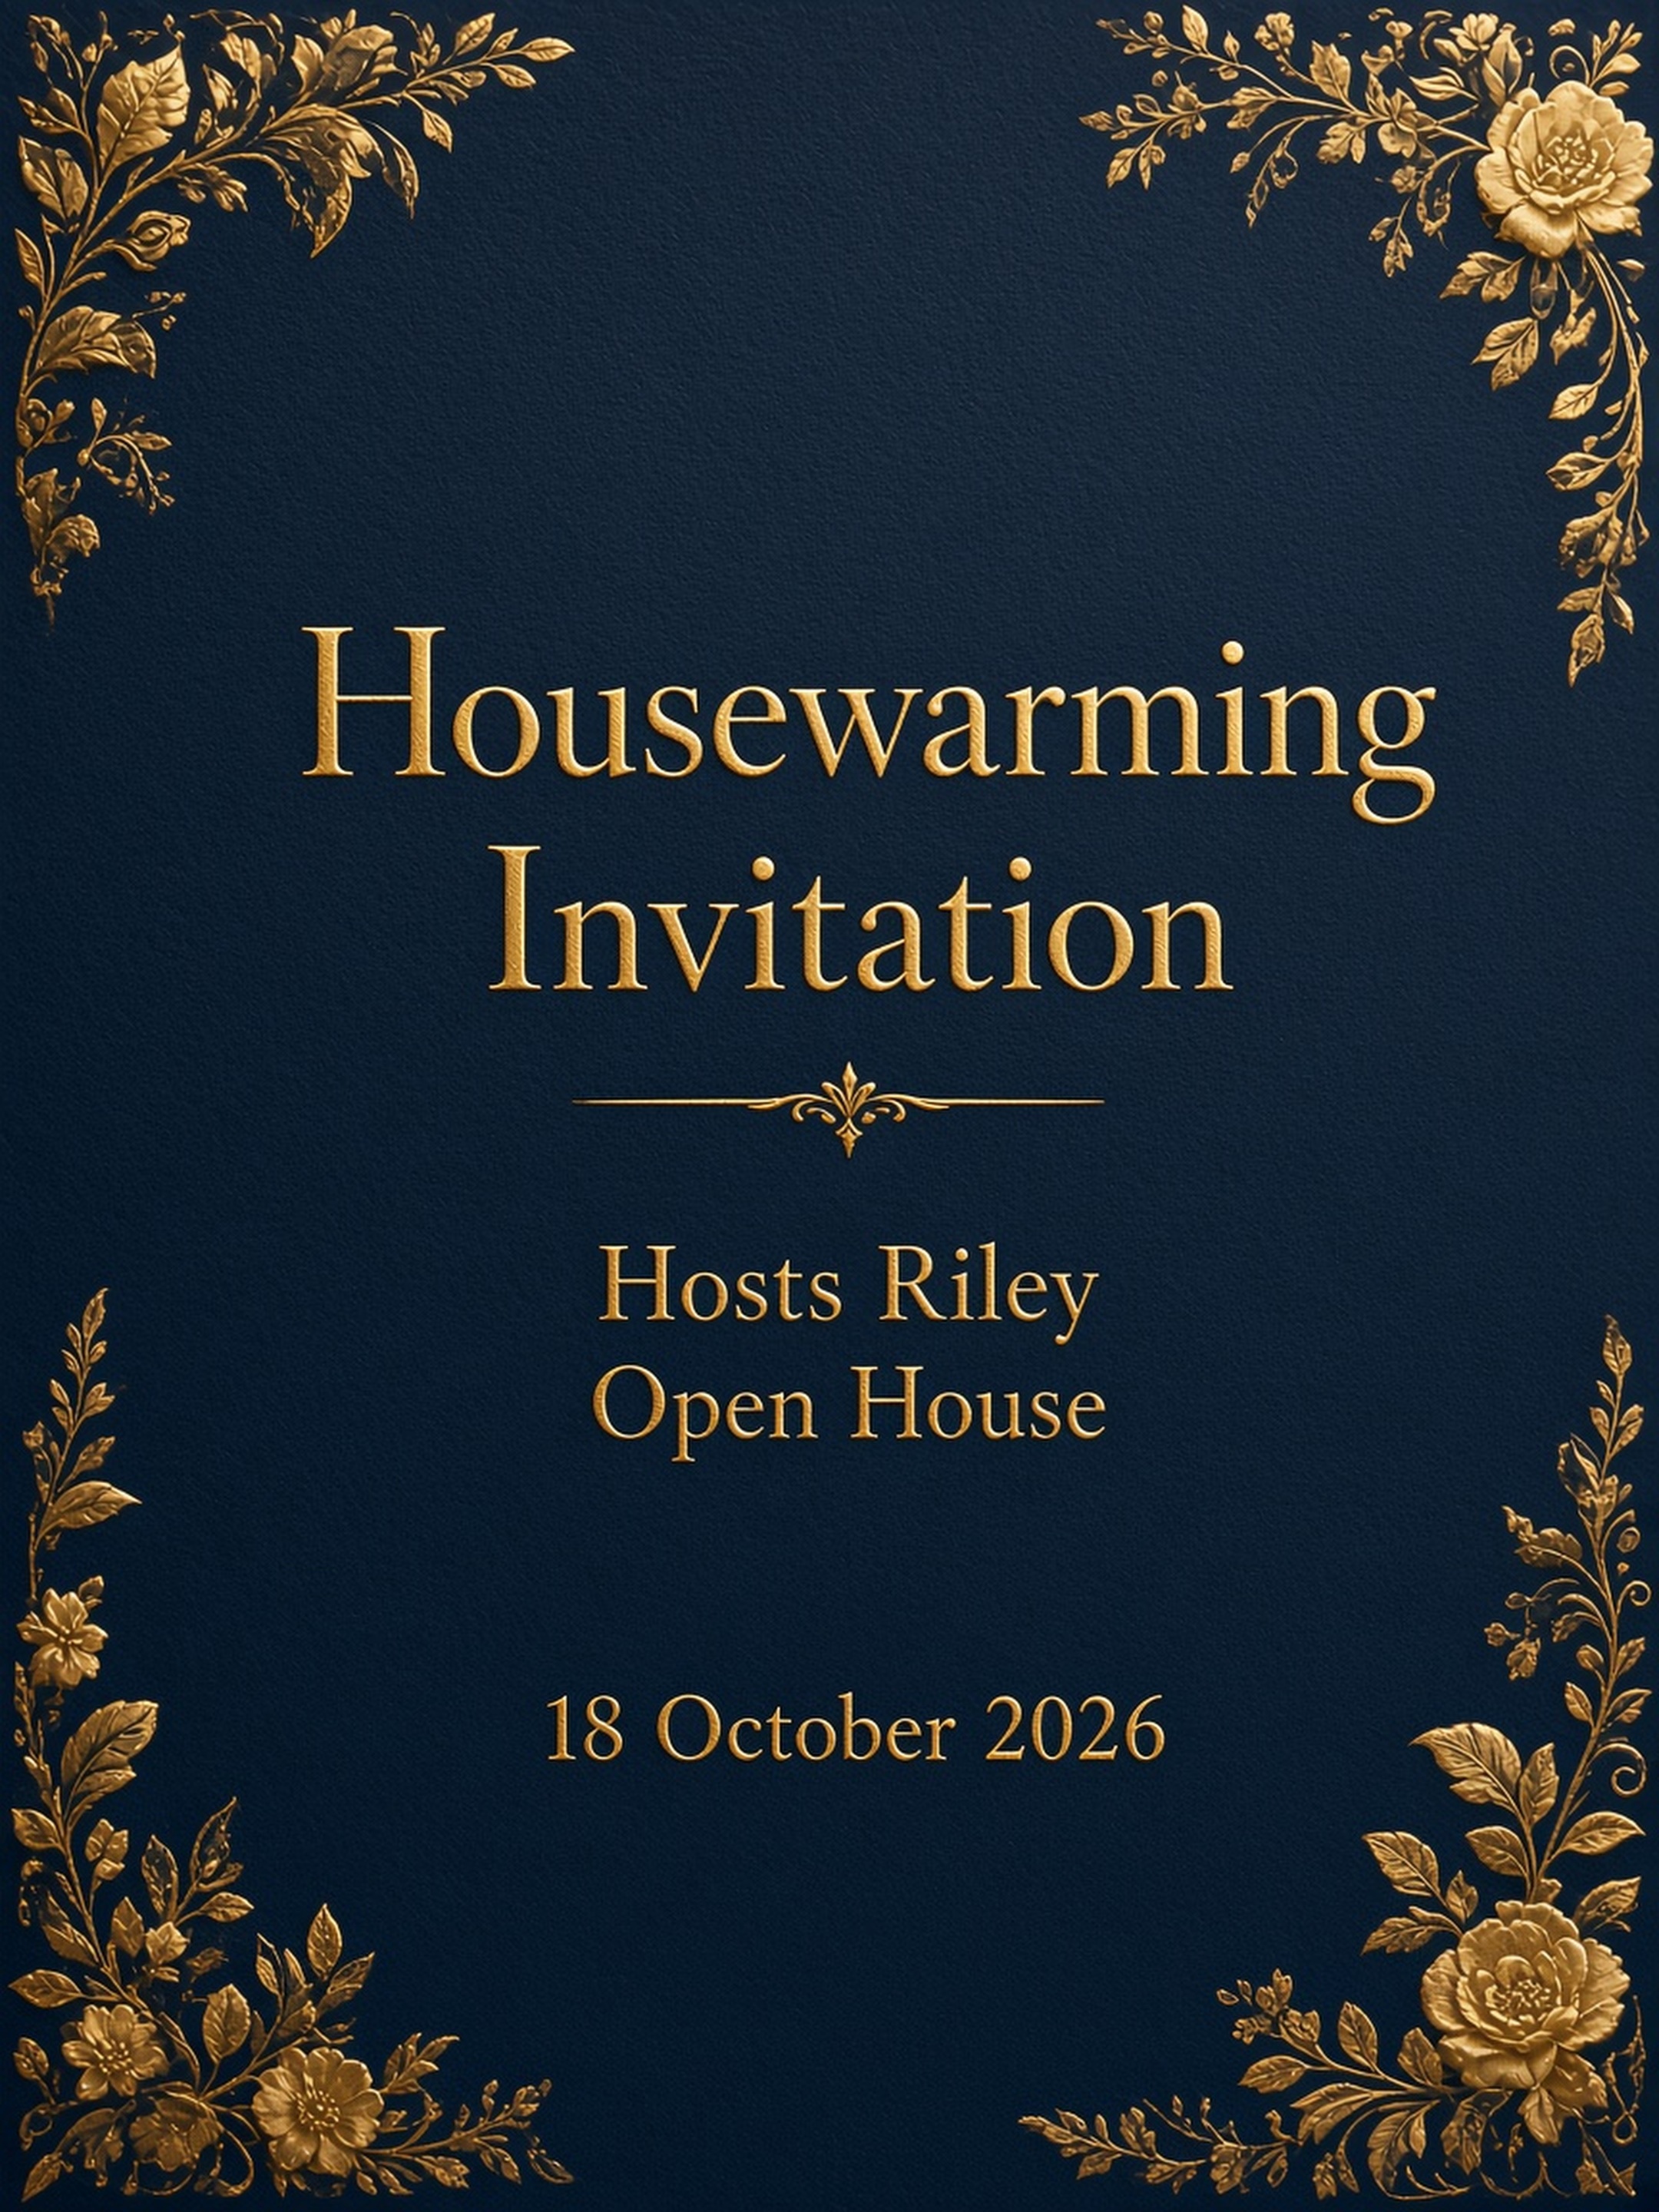 Housewarming
Invitation
Hosts Riley
Open House
18 October 2026